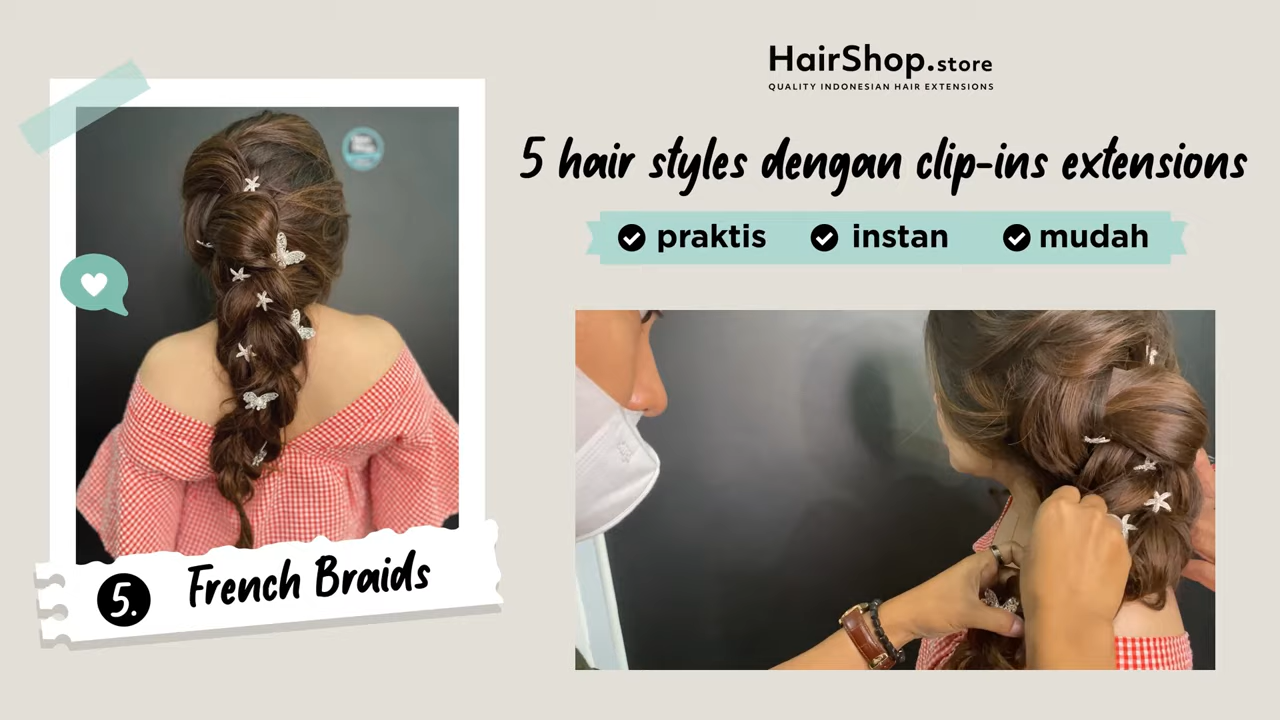 HairShop.store
QUALITY INDONESIAN HAIR EXTENSIONS
5 hair styles dengan clip-ins extensions
praktis instan mudah
5. French Braids